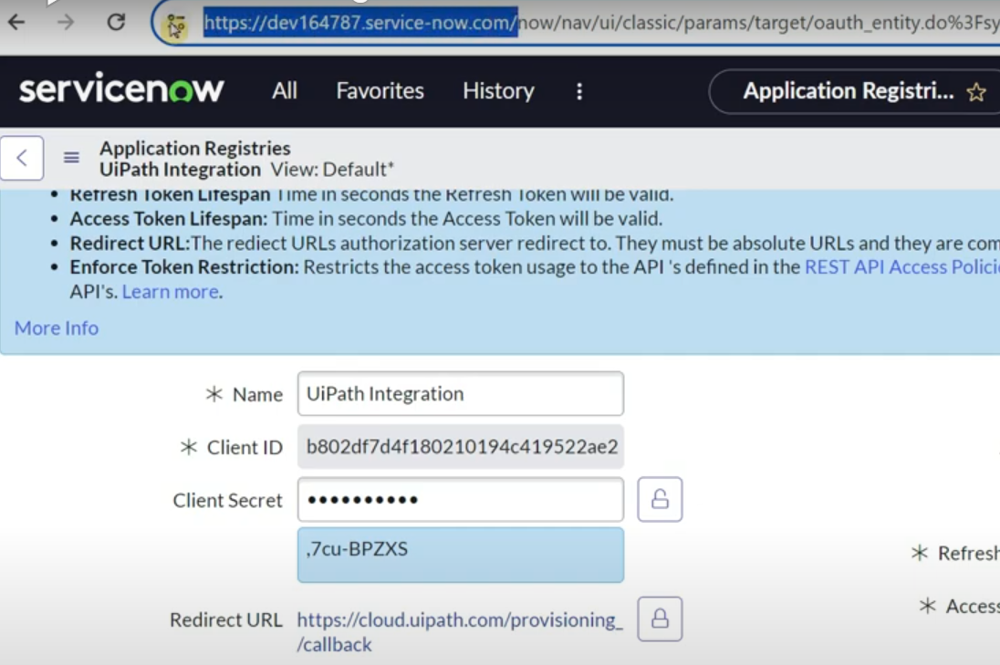 https://dev164787.service-now.com/now/nav/ui/classic/params/target/oauth_entity.do%3Fsy
servicenow All Favorites History Application Registri...
Application Registries
UiPath Integration View: Default*
• Refresh Token Lifespan Time in seconds the Refresh Token will be valid.
• Access Token Lifespan: Time in seconds the Access Token will be valid.
• Redirect URL:The rediect URLs authorization server redirect to. They must be absolute URLs and they are com
• Enforce Token Restriction: Restricts the access token usage to the API 's defined in the REST API Access Policie
API's. Learn more.
More Info
Name UiPath Integration
Client ID b802df7d4f180210194c419522ae2
Client Secret ••••••••••
,7cu-BPZXS
Refresh
Access
Redirect URL https://cloud.uipath.com/provisioning_
/callback